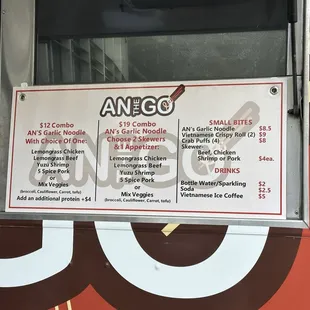 AN THE GO
$12 Combo
AN'S Garlic Noodle
With Choice Of One:
Lemongrass Chicken
Lemongrass Beef
Yuzu Shrimp
5 Spice Pork
or
Mix Veggies
(broccoli, Cauliflower, Carrot, tofu)
Add an additional protein +$4
$19 Combo
AN's Garlic Noodle
Choose 2 Skewers
&1 Appetizer:
Lemongrass Chicken
Lemongrass Beef
Yuzu Shrimp
5 Spice Pork
or
Mix Veggies
(broccoli, Cauliflower, Carrot, tofu)
SMALL BITES
AN's Garlic Noodle $8.5
Vietnamese Crispy Roll (2) $9
Crab Puffs (4) $8
Skewer
Beef, Chicken
Shrimp or Pork $4ea.
DRINKS
Bottle Water/Sparkling $2
Soda $2.5
Vietnamese Ice Coffee $5